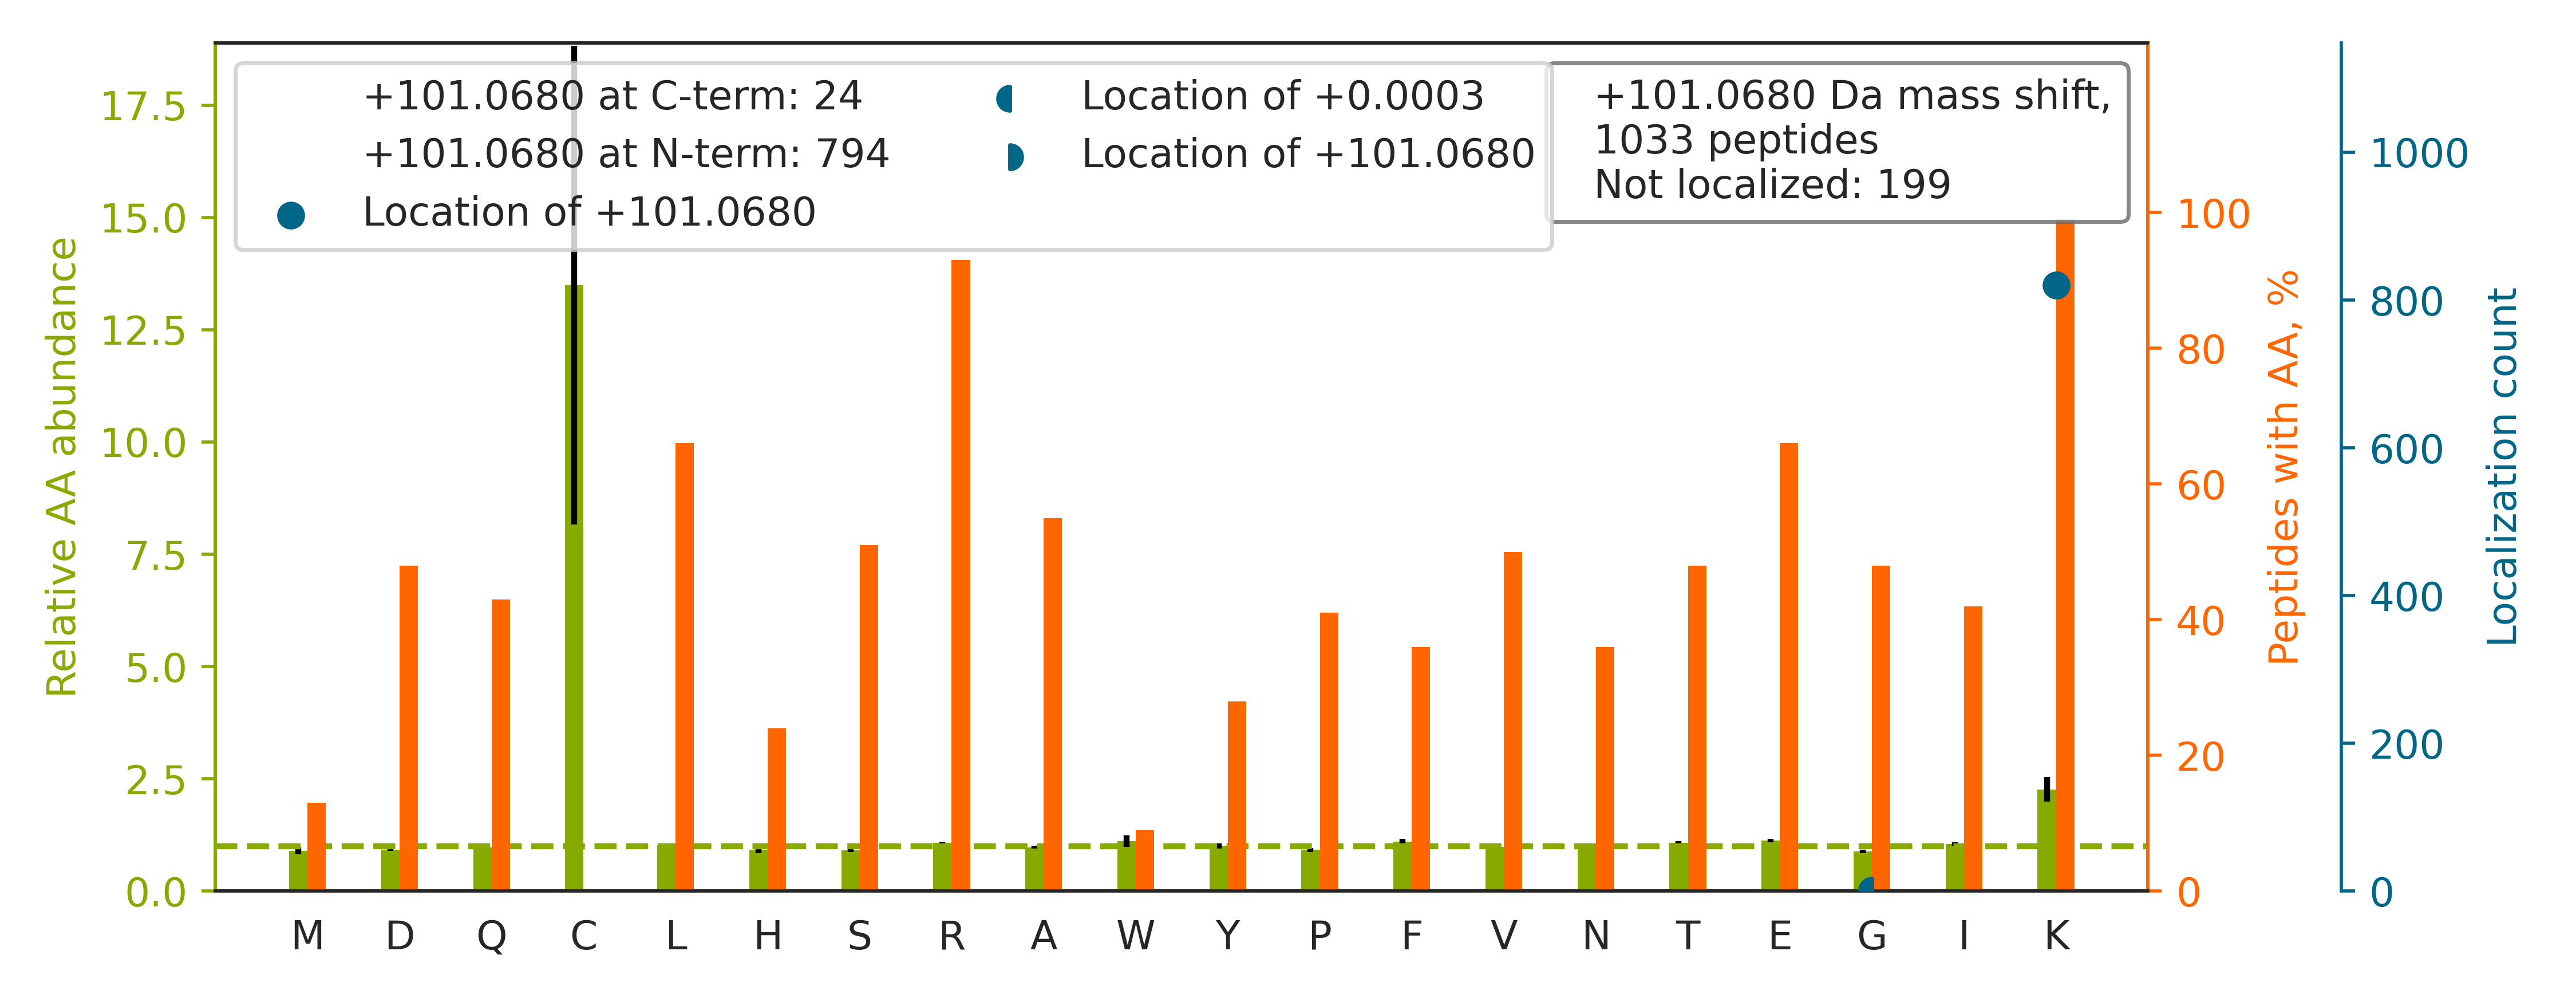 +101.0680 at C-term: 24
+101.0680 at N-term: 794
Location of +101.0680
Location of +0.0003
Location of +101.0680
+101.0680 Da mass shift,
1033 peptides
Not localized: 199
Relative AA abundance
17.5
15.0
12.5
10.0
7.5
5.0
2.5
0.0
M D Q C L H S R A W Y P F V N T E G I K
100
80
60
40
20
0
Peptides with AA, %
1000
800
600
400
200
0
Localization count